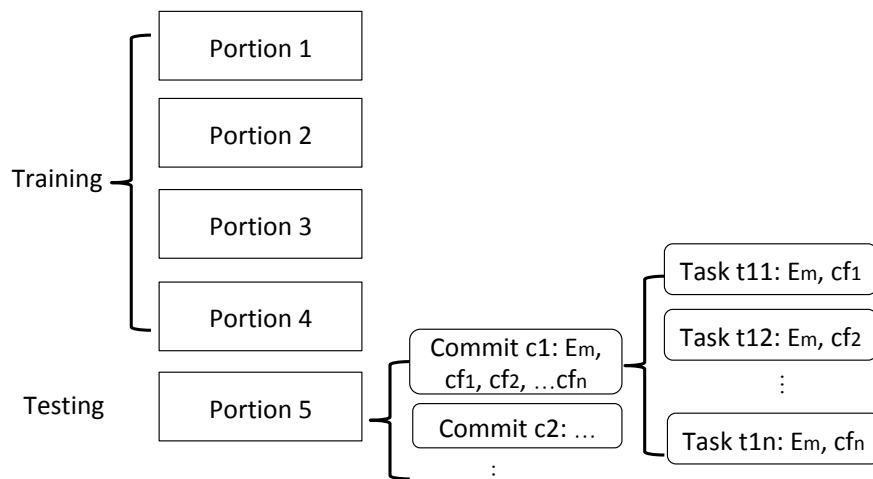 Portion 1
Portion 2
Training
Portion 3
Portion 4
Testing
Portion 5
Commit c1: Em,
cf1, cf2, ...cfn
Commit c2: ...
⋮
Task t11: Em, cf1
Task t12: Em, cf2
⋮
Task t1n: Em, cfn